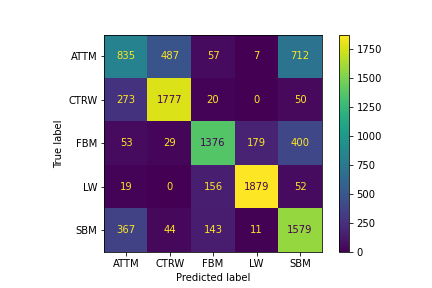 ATTM 835 487 57 7 712
CTRW 273 1777 20 0 50
FBM 53 29 1376 179 400
LW 19 0 156 1879 52
SBM 367 44 143 11 1579
ATTM CTRW FBM LW SBM
Predicted label
True label
1750
1500
1250
1000
750
500
250
0